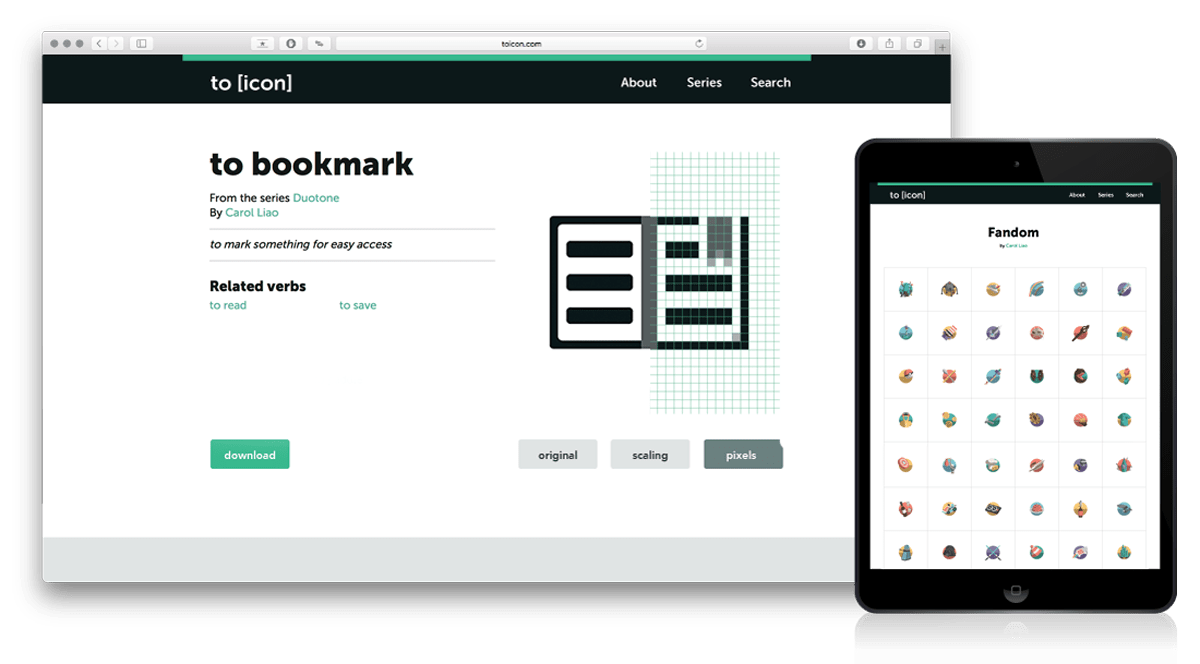 toicon.com
to [icon]
About
Series
Search
to bookmark
From the series Duotone
By Carol Liao
to mark something for easy access
Related verbs
to read
to save
download
original
scaling
pixels
to [icon]
About
Series
Search
Fandom
By Carol Liao